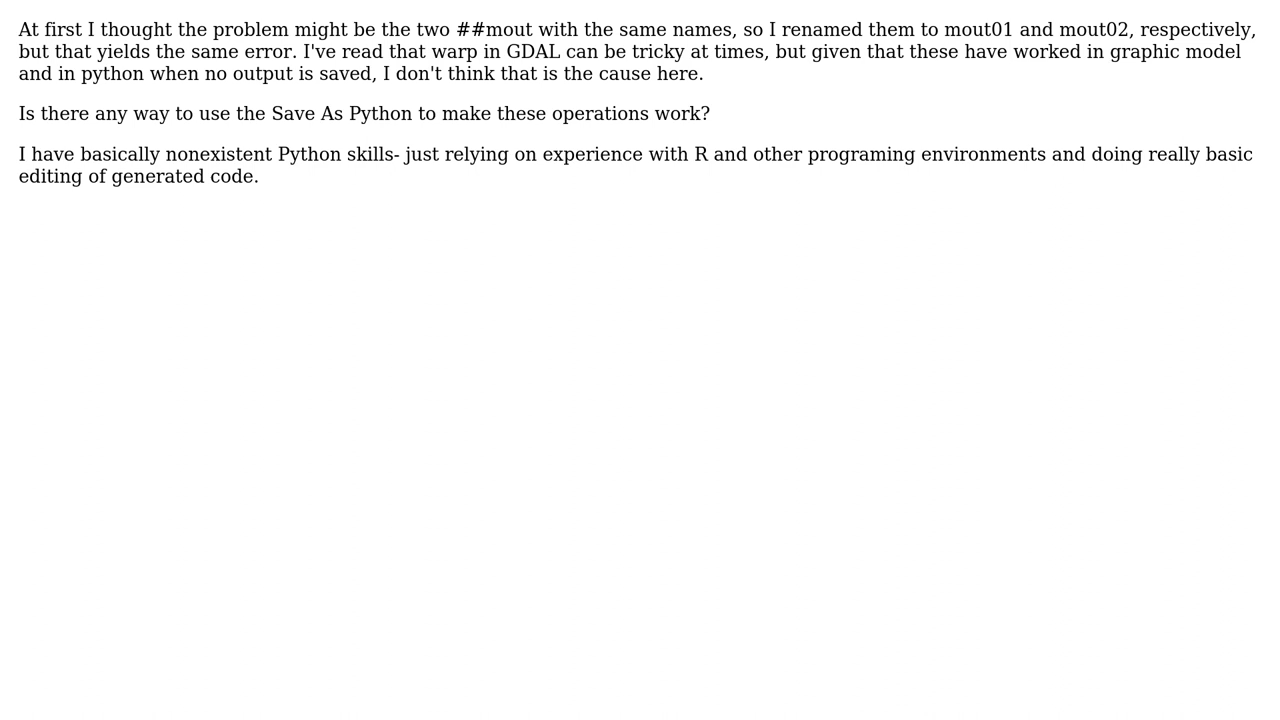 At first I thought the problem might be the two ##mout with the same names, so I renamed them to mout01 and mout02, respectively,
but that yields the same error. I've read that warp in GDAL can be tricky at times, but given that these have worked in graphic model
and in python when no output is saved, I don't think that is the cause here.
Is there any way to use the Save As Python to make these operations work?
I have basically nonexistent Python skills- just relying on experience with R and other programing environments and doing really basic
editing of generated code.